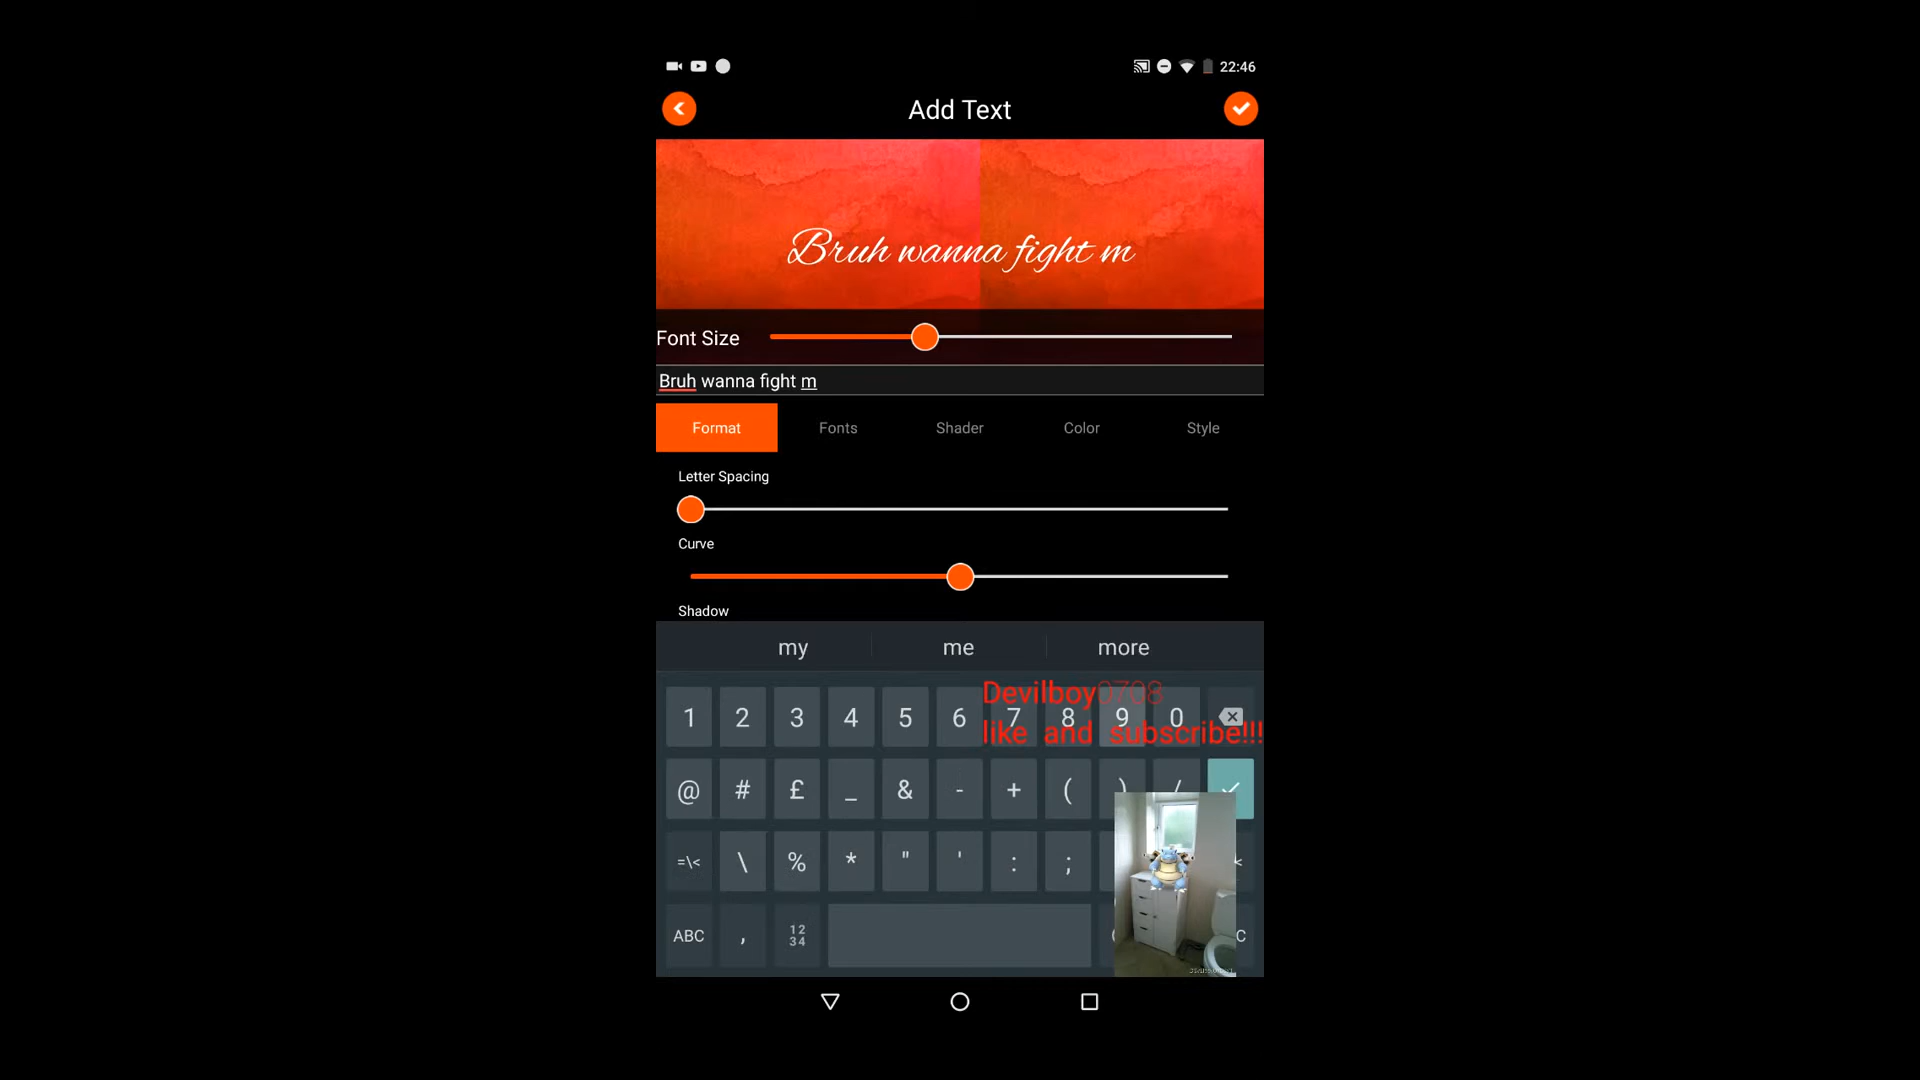 22:46
Add Text
Bruh wanna fight m
Font Size
Bruh wanna fight m
Format Fonts Shader Color Style
Letter Spacing
Curve
Shadow
my me more
Devilboy0708
1 2 3 4 5 6 7 8 9 0
like and subscribe!!!
@ # £ _ & - + ( ) /
=\< \ % * " ' : ; <
ABC , 12 34 C